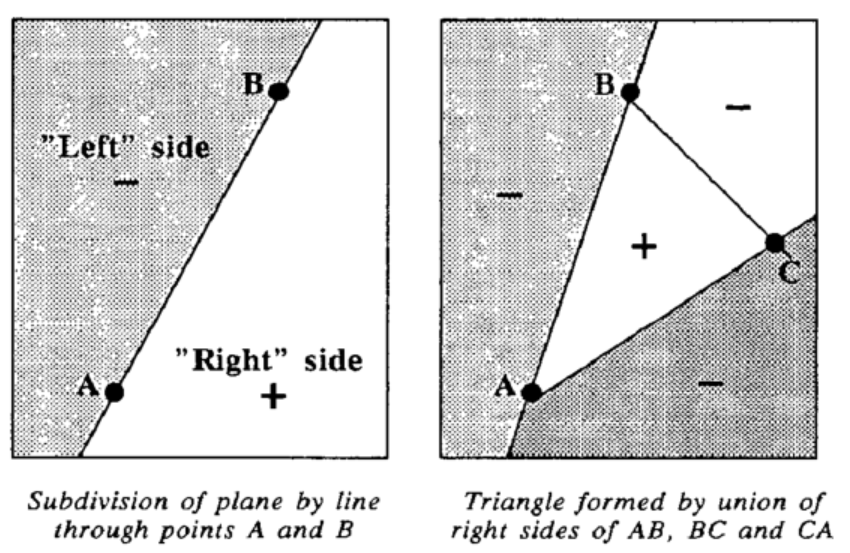 B
"Left" side
−
"Right" side
A
+
B
−
−
+
C
A
−
Subdivision of plane by line
through points A and B
Triangle formed by union of
right sides of AB, BC and CA